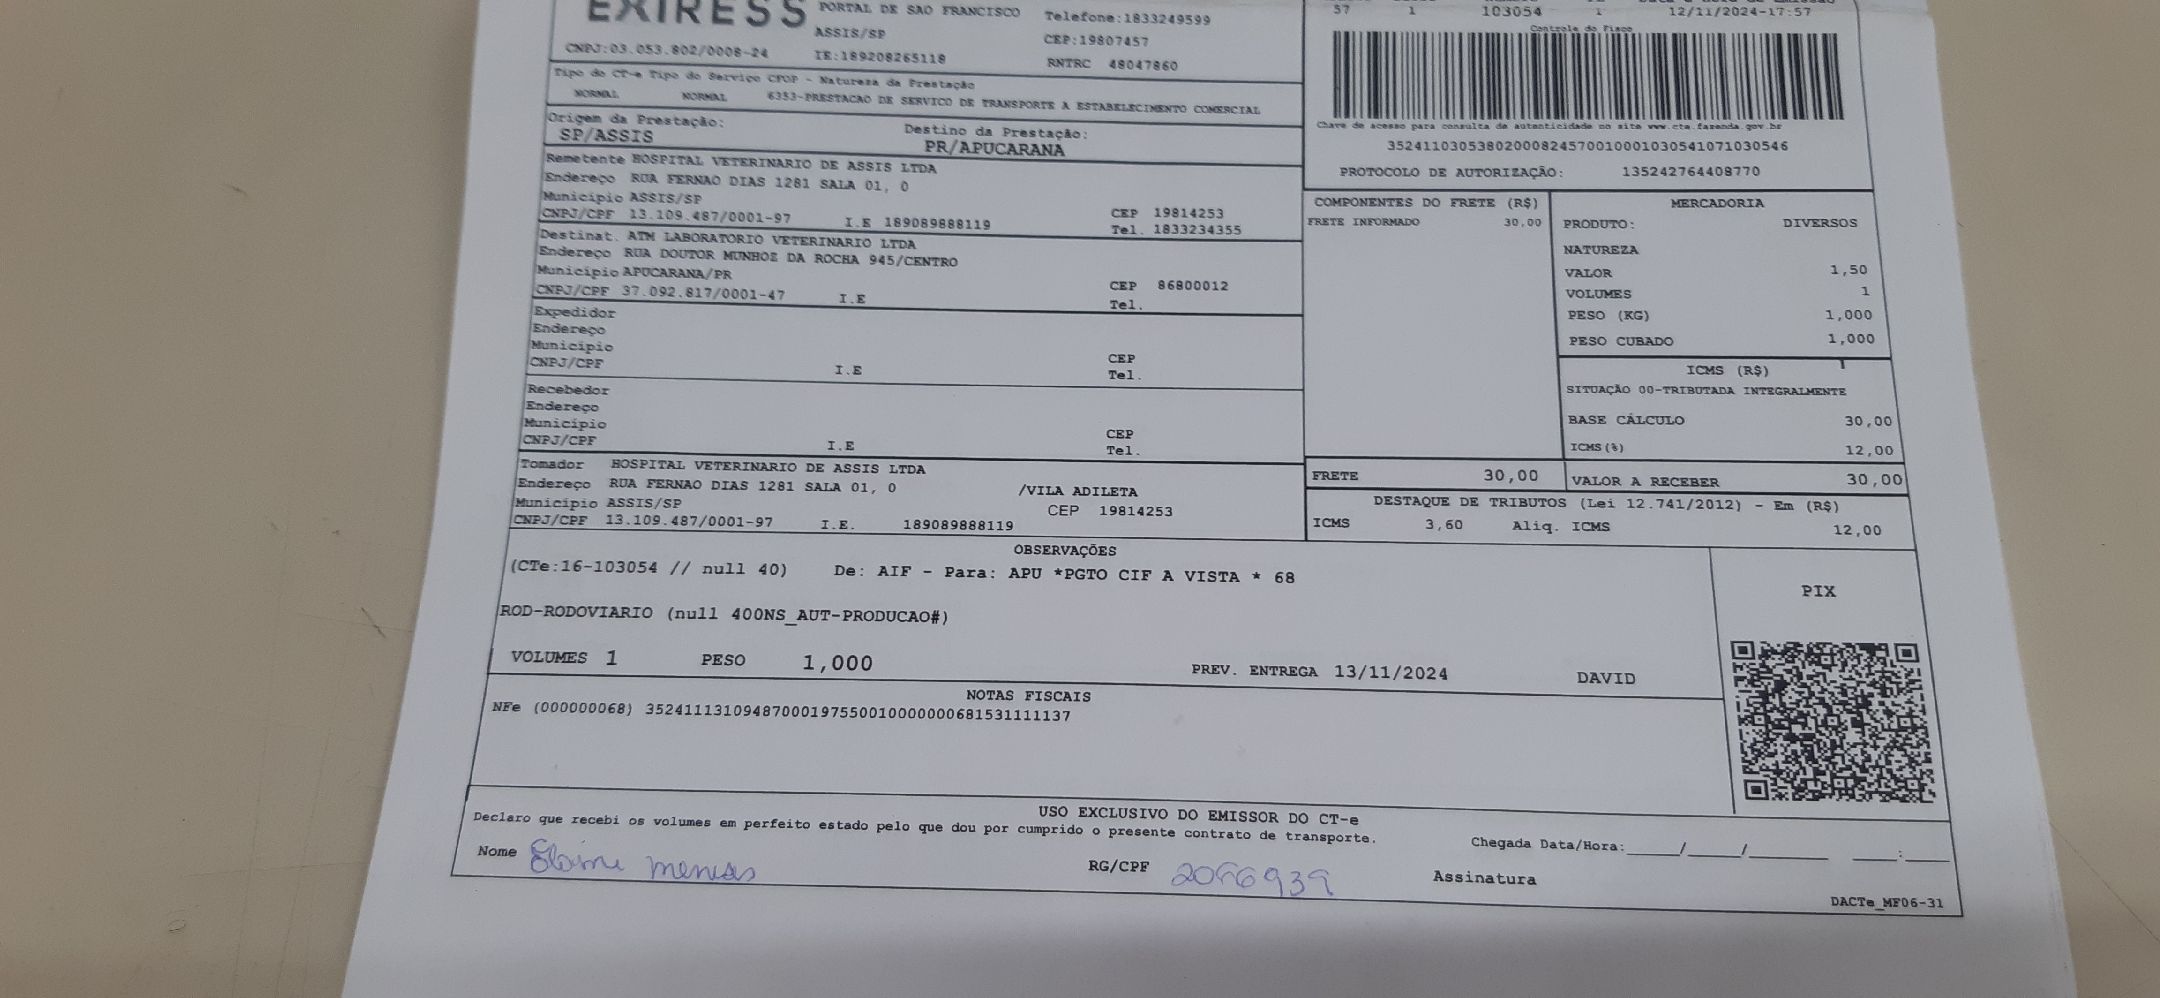 EXPRESS
PORTAL DE SAO FRANCISCO
Telefone:1833249599
ASSIS/SP
CEP:19807457
CNPJ:03.053.802/0008-24
IE:189208265118
RNTRC 48047860
57 1 103054 1 12/11/2024-17:57
Controle do Fisco
Tipo do CT-e Tipo do Serviço CFOP - Natureza da Prestação
NORMAL NORMAL 6353-PRESTACAO DE SERVICO DE TRANSPORTE A ESTABELECIMENTO COMERCIAL
Chave de acesso para consulta de autenticidade no site www.cte.fazenda.gov.br
35241103053802000824570010001030541071030546
PROTOCOLO DE AUTORIZAÇÃO: 135242764408770
Origem da Prestação:
SP/ASSIS
Destino da Prestação:
PR/APUCARANA
Remetente HOSPITAL VETERINARIO DE ASSIS LTDA
Endereço RUA FERNAO DIAS 1281 SALA 01, 0
Município ASSIS/SP
CEP 19814253
CNPJ/CPF 13.109.487/0001-97 I.E 189089888119 Tel. 1833234355
Destinat. ATM LABORATORIO VETERINARIO LTDA
Endereço RUA DOUTOR MUNHOZ DA ROCHA 945/CENTRO
Município APUCARANA/PR
CEP 86800012
CNPJ/CPF 37.092.817/0001-47 I.E Tel.
Expedidor
Endereço
Município
CEP
CNPJ/CPF I.E Tel.
Recebedor
Endereço
Município
CEP
CNPJ/CPF I.E Tel.
Tomador HOSPITAL VETERINARIO DE ASSIS LTDA
Endereço RUA FERNAO DIAS 1281 SALA 01, 0 /VILA ADILETA
Município ASSIS/SP CEP 19814253
CNPJ/CPF 13.109.487/0001-97 I.E. 189089888119
COMPONENTES DO FRETE (R$)
FRETE INFORMADO 30,00
MERCADORIA
PRODUTO: DIVERSOS
NATUREZA
VALOR 1,50
VOLUMES 1
PESO (KG) 1,000
PESO CUBADO 1,000
ICMS (R$)
SITUAÇÃO 00-TRIBUTADA INTEGRALMENTE
BASE CÁLCULO 30,00
ICMS(%) 12,00
FRETE 30,00 VALOR A RECEBER 30,00
DESTAQUE DE TRIBUTOS (Lei 12.741/2012) - Em (R$)
ICMS 3,60 Aliq. ICMS 12,00
OBSERVAÇÕES
(CTe:16-103054 // null 40) De: AIF - Para: APU *PGTO CIF A VISTA * 68
ROD-RODOVIARIO (null 400NS_AUT-PRODUCAO#)
PIX
VOLUMES 1 PESO 1,000 PREV. ENTREGA 13/11/2024 DAVID
NOTAS FISCAIS
NFe (000000068) 35241113109487000197550010000000681531111137
USO EXCLUSIVO DO EMISSOR DO CT-e
Declaro que recebi os volumes em perfeito estado pelo que dou por cumprido o presente contrato de transporte.
Chegada Data/Hora:____/____/______ ___:___
Nome RG/CPF Assinatura
DACTe_MF06-31